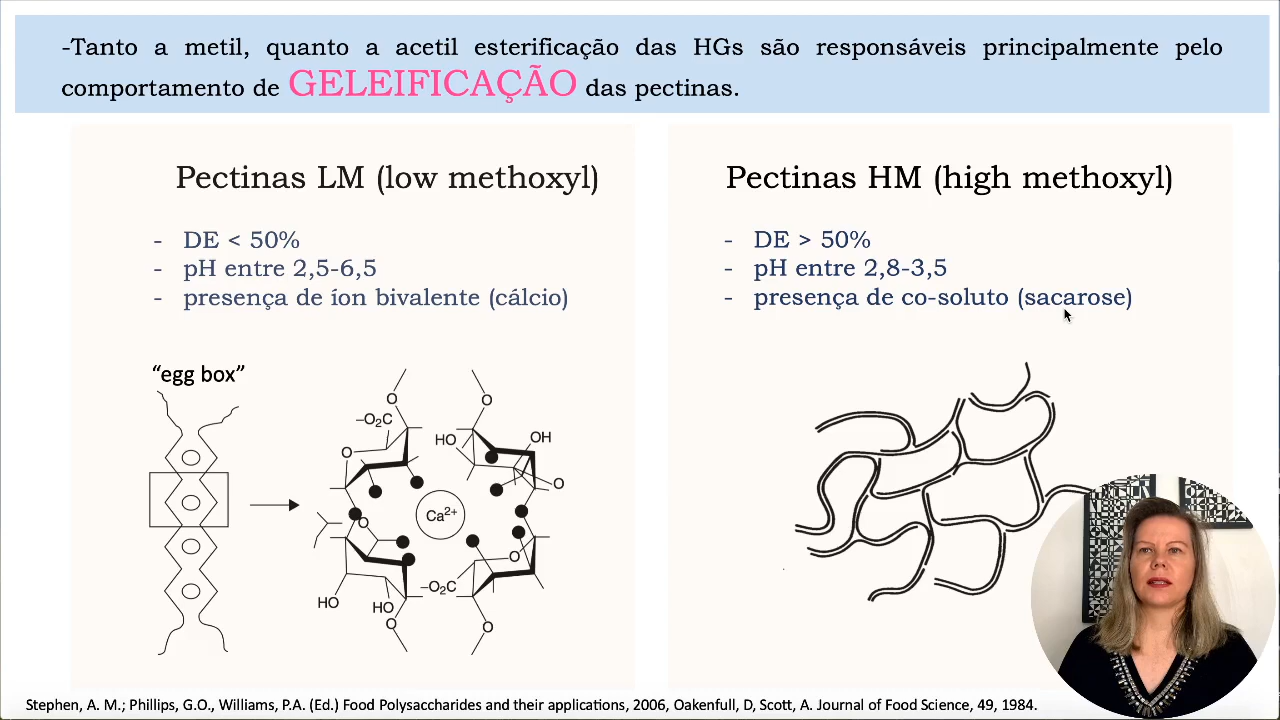 -Tanto a metil, quanto a acetil esterificação das HGs são responsáveis principalmente pelo
comportamento de GELEIFICAÇÃO das pectinas.
Pectinas LM (low methoxyl)
- DE < 50%
- pH entre 2,5-6,5
- presença de íon bivalente (cálcio)
“egg box”
O
−O₂C
O
HO
O
HO
HO
O
Ca²⁺
O
OH
O
O
−O₂C
O
Pectinas HM (high methoxyl)
- DE > 50%
- pH entre 2,8-3,5
- presença de co-soluto (sacarose)
Stephen, A. M.; Phillips, G.O., Williams, P.A. (Ed.) Food Polysaccharides and their applications, 2006, Oakenfull, D, Scott, A. Journal of Food Science, 49, 1984.